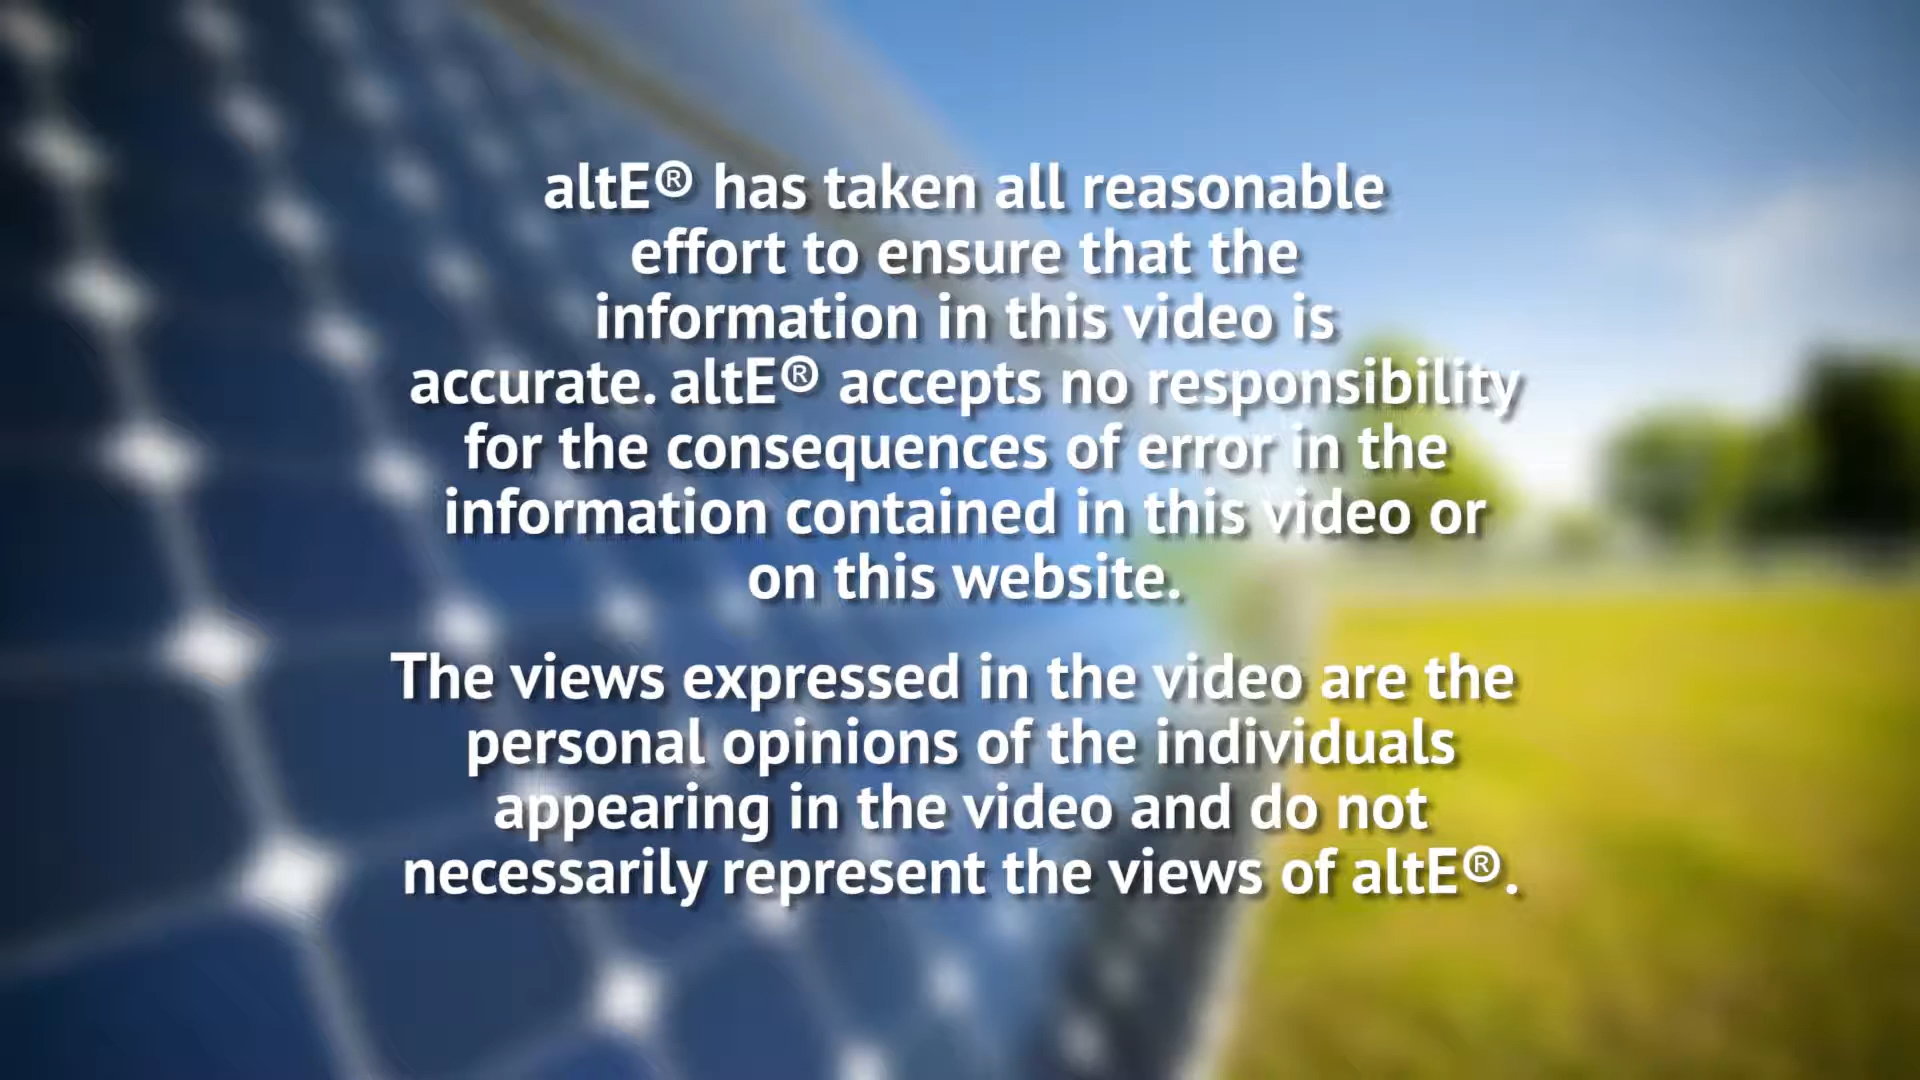 altE® has taken all reasonable
effort to ensure that the
information in this video is
accurate. altE® accepts no responsibility
for the consequences of error in the
information contained in this video or
on this website.
The views expressed in the video are the
personal opinions of the individuals
appearing in the video and do not
necessarily represent the views of altE®.